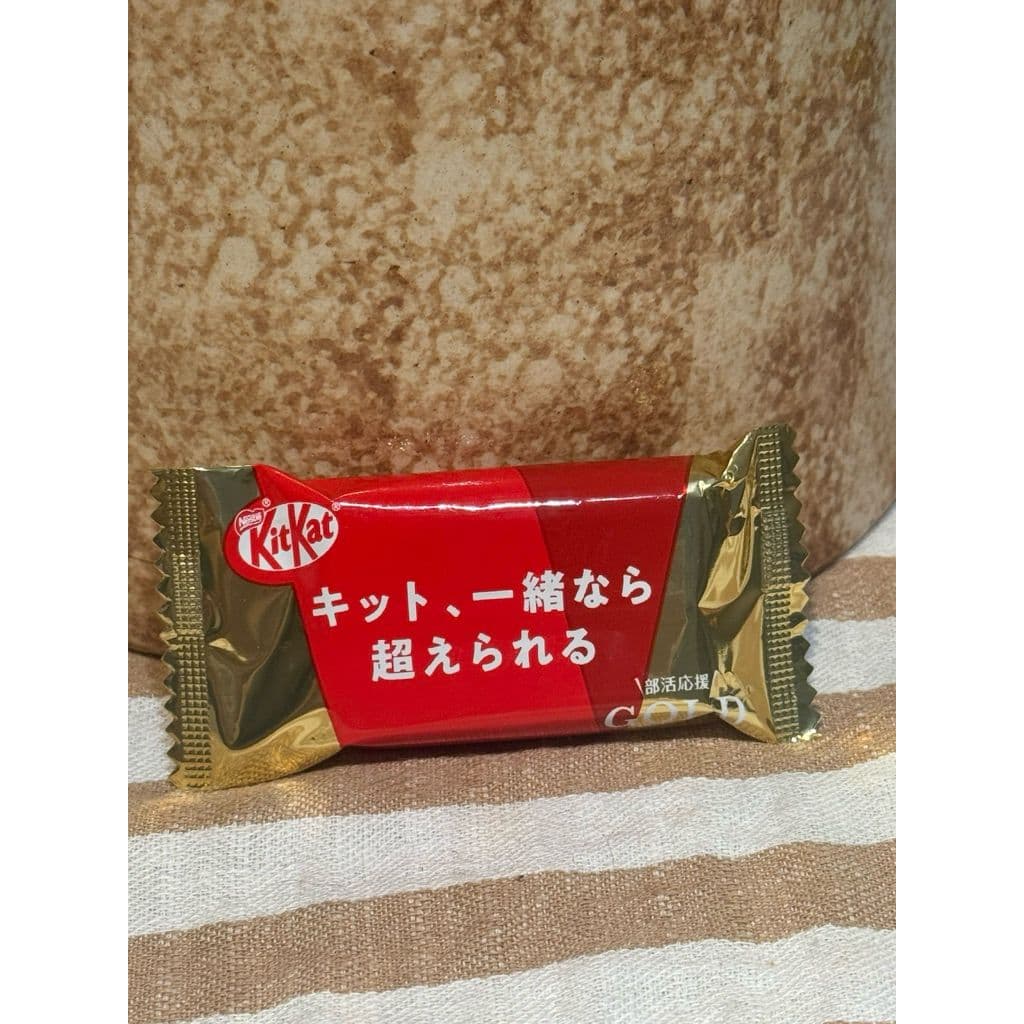 Nestlé
KitKat
キット、一緒なら
超えられる
部活応援
GOLD